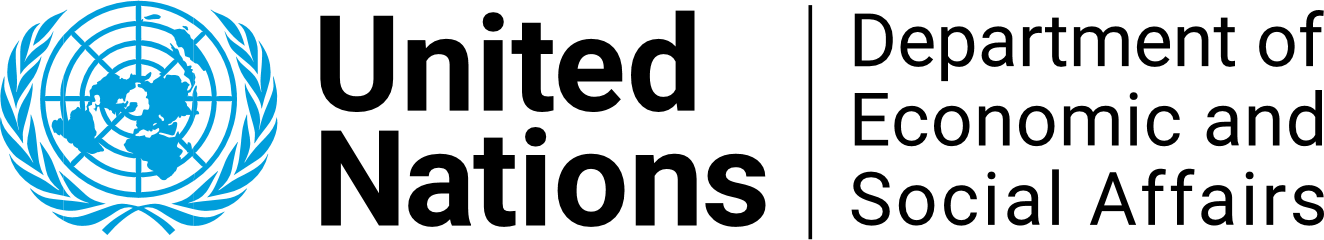 United
Nations
Department of
Economic and
Social Affairs